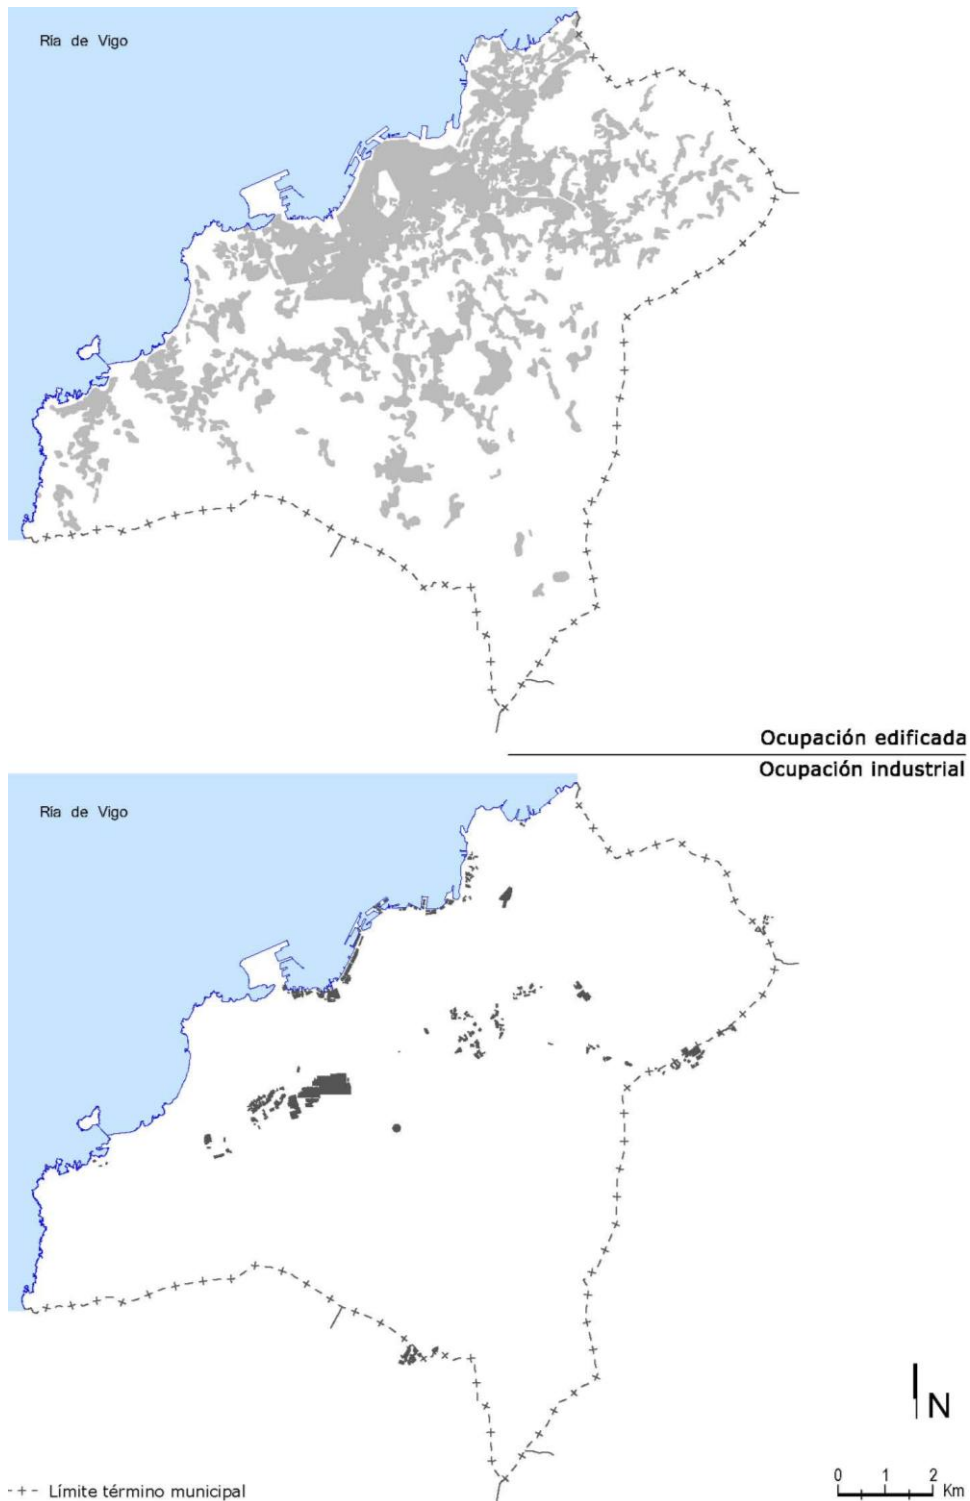 Ría de Vigo
Ocupación edificada
Ocupación industrial
Ría de Vigo
N
0 1 2
Km
-+- Límite término municipal